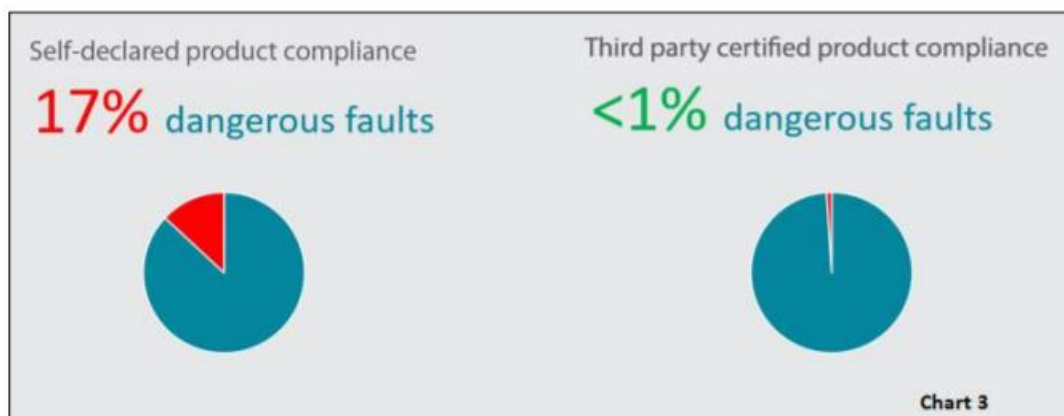 Self-declared product compliance
17% dangerous faults
Third party certified product compliance
<1% dangerous faults
Chart 3